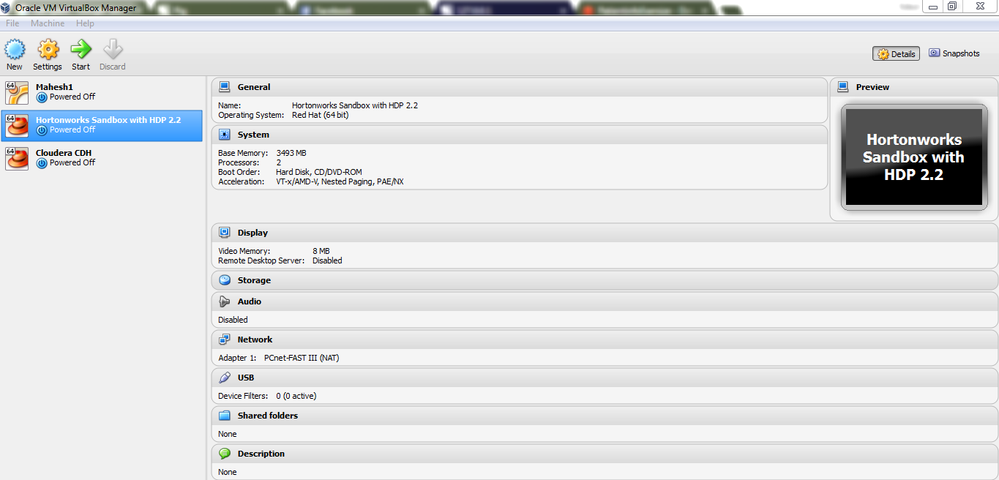 Oracle VM VirtualBox Manager
File Machine Help
New Settings Start Discard
Details Snapshots
64 Mahesh1
Powered Off
64 Hortonworks Sandbox with HDP 2.2
Powered Off
64 Cloudera CDH
Powered Off
General
Name: Hortonworks Sandbox with HDP 2.2
Operating System: Red Hat (64 bit)
System
Base Memory: 3493 MB
Processors: 2
Boot Order: Hard Disk, CD/DVD-ROM
Acceleration: VT-x/AMD-V, Nested Paging, PAE/NX
Preview
Hortonworks
Sandbox with
HDP 2.2
Display
Video Memory: 8 MB
Remote Desktop Server: Disabled
Storage
Audio
Disabled
Network
Adapter 1: PCnet-FAST III (NAT)
USB
Device Filters: 0 (0 active)
Shared folders
None
Description
None